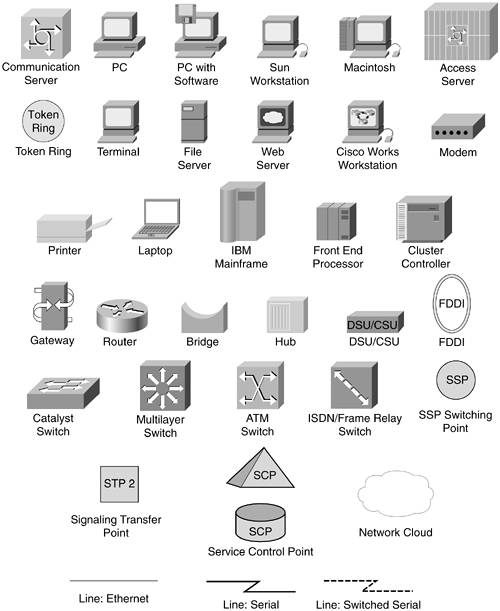 Communication
Server
PC
PC with
Software
Sun
Workstation
Macintosh
Access
Server
Token
Ring
Token Ring
Terminal
File
Server
Web
Server
Cisco Works
Workstation
Modem
Printer
Laptop
IBM
Mainframe
Front End
Processor
Cluster
Controller
Gateway
Router
Bridge
Hub
DSU/CSU
DSU/CSU
FDDI
FDDI
Catalyst
Switch
Multilayer
Switch
ATM
Switch
ISDN/Frame Relay
Switch
SSP
SSP Switching
Point
STP 2
Signaling Transfer
Point
SCP
SCP
Service Control Point
Network Cloud
Line: Ethernet
Line: Serial
Line: Switched Serial